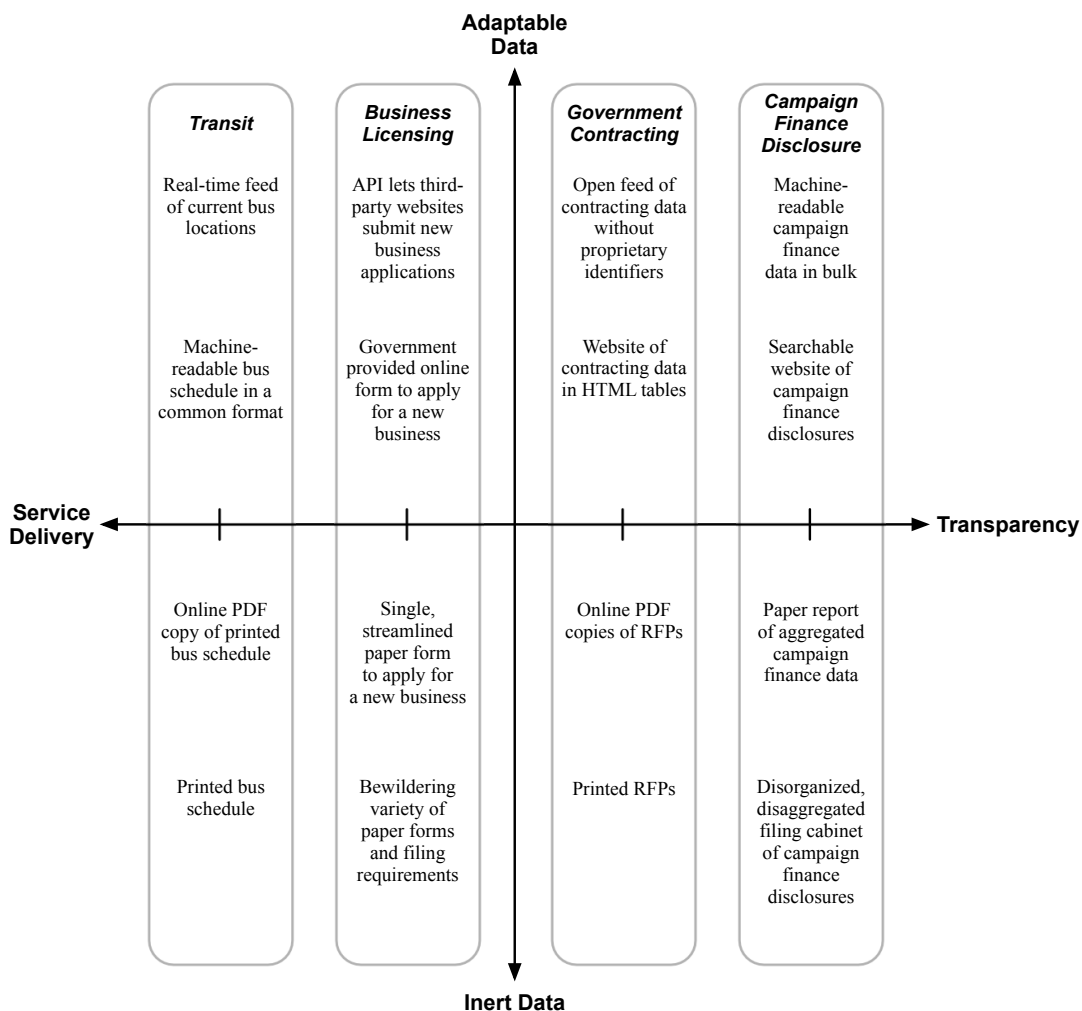 Adaptable
Data
Transit
Real-time feed
of current bus
locations
Machine-
readable bus
schedule in a
common format
Online PDF
copy of printed
bus schedule
Printed bus
schedule
Business
Licensing
API lets third-
party websites
submit new
business
applications
Government
provided online
form to apply
for a new
business
Single,
streamlined
paper form
to apply for
a new business
Bewildering
variety of
paper forms
and filing
requirements
Government
Contracting
Open feed of
contracting data
without
proprietary
identifiers
Website of
contracting data
in HTML tables
Online PDF
copies of RFPs
Printed RFPs
Campaign
Finance
Disclosure
Machine-
readable
campaign
finance
data in bulk
Searchable
website of
campaign
finance
disclosures
Paper report
of aggregated
campaign
finance data
Disorganized,
disaggregated
filing cabinet
of campaign
finance
disclosures
Service
Delivery
Transparency
Inert Data